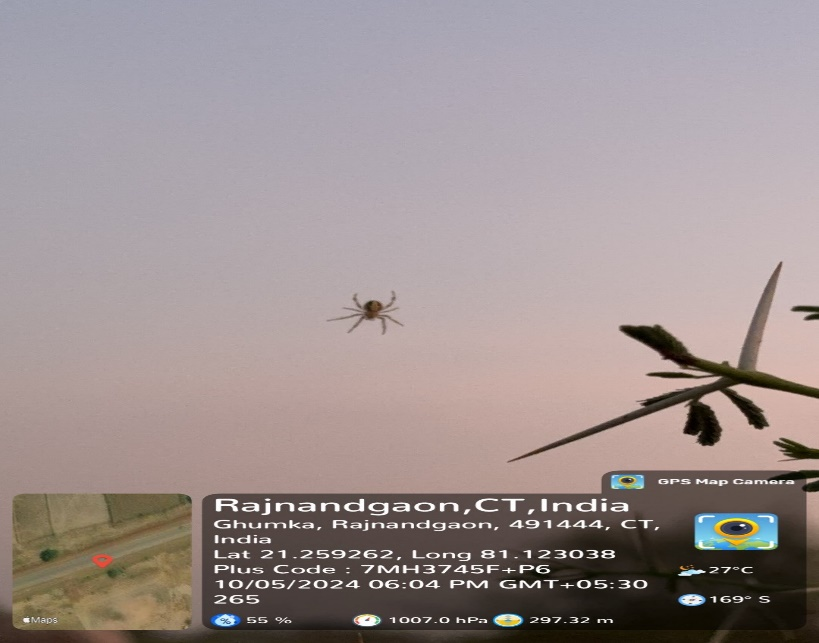 GPS Map Camera
Rajnandgaon,CT,India
Ghumka, Rajnandgaon, 491444, CT,
India
Lat 21.259262, Long 81.123038
Plus Code : 7MH3745F+P6
10/05/2024 06:04 PM GMT+05:30
265
27°C
169° S
55 % 1007.0 hPa 297.32 m
Maps